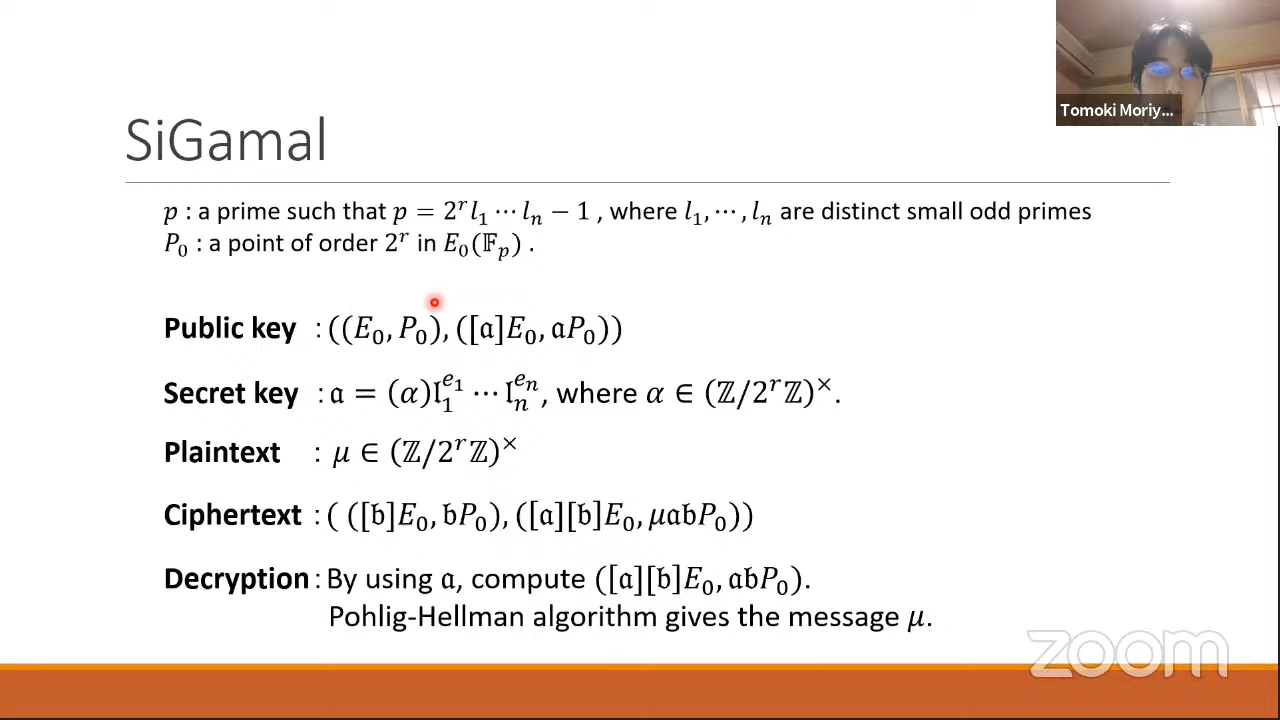 Tomoki Moriy...
SiGamal
p : a prime such that p = 2^r l_1 ⋯ l_n − 1 , where l_1, ⋯, l_n are distinct small odd primes
P_0 : a point of order 2^r in E_0(𝔽_p) .
Public key : ((E_0, P_0), ([𝔞]E_0, 𝔞P_0))
Secret key : 𝔞 = (α)𝔩_1^{e_1} ⋯ 𝔩_n^{e_n}, where α ∈ (ℤ/2^rℤ)^×.
Plaintext : μ ∈ (ℤ/2^rℤ)^×
Ciphertext : ( ([𝔟]E_0, 𝔟P_0), ([𝔞][𝔟]E_0, μ𝔞𝔟P_0))
Decryption : By using 𝔞, compute ([𝔞][𝔟]E_0, 𝔞𝔟P_0).
Pohlig-Hellman algorithm gives the message μ.
zoom